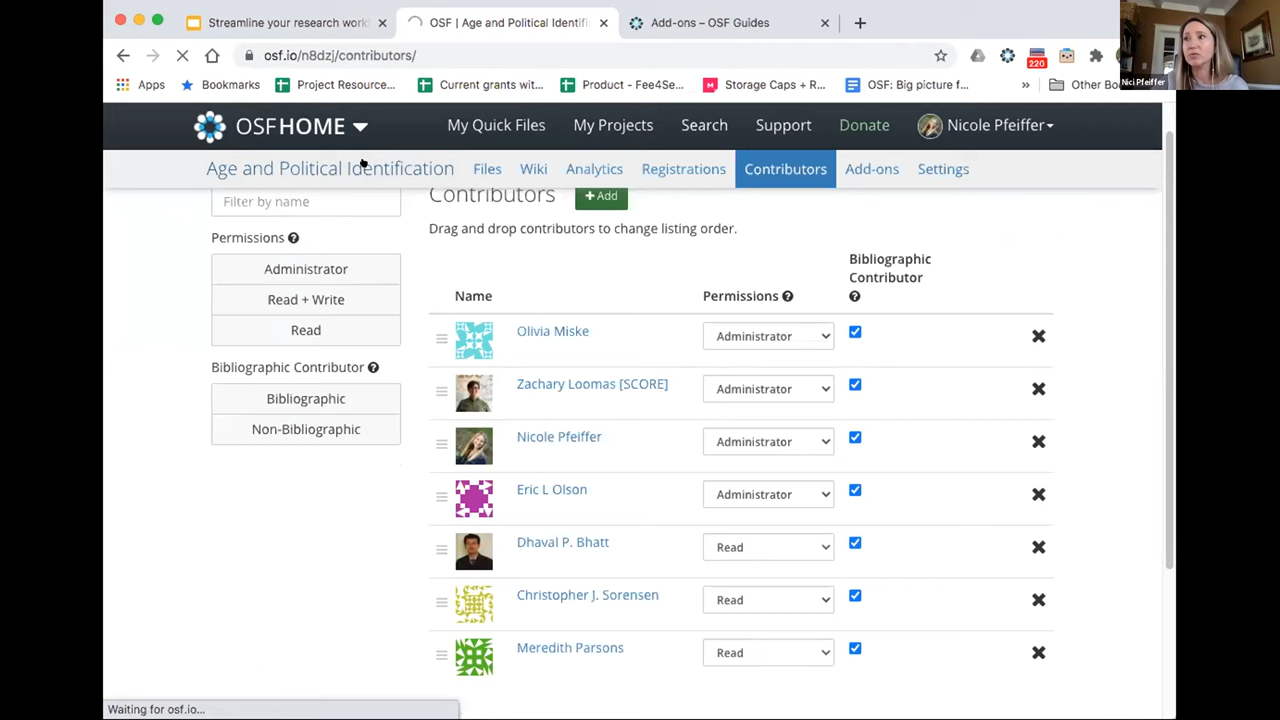 Streamline your research work
OSF | Age and Political Identifi
Add-ons – OSF Guides
osf.io/n8dzj/contributors/
220
Nici Pfeiffer
Apps
Bookmarks
Project Resource...
Current grants wit...
Product - Fee4Se...
Storage Caps + R...
OSF: Big picture f...
»
Other Bo
OSFHOME
My Quick Files
My Projects
Search
Support
Donate
Nicole Pfeiffer
Age and Political Identification
Files
Wiki
Analytics
Registrations
Contributors
Add-ons
Settings
Filter by name
Contributors
+ Add
Drag and drop contributors to change listing order.
Permissions
Administrator
Read + Write
Read
Bibliographic Contributor
Bibliographic
Non-Bibliographic
Name
Permissions
Bibliographic
Contributor
Olivia Miske
Administrator
Zachary Loomas [SCORE]
Administrator
Nicole Pfeiffer
Administrator
Eric L Olson
Administrator
Dhaval P. Bhatt
Read
Christopher J. Sorensen
Read
Meredith Parsons
Read
Waiting for osf.io...